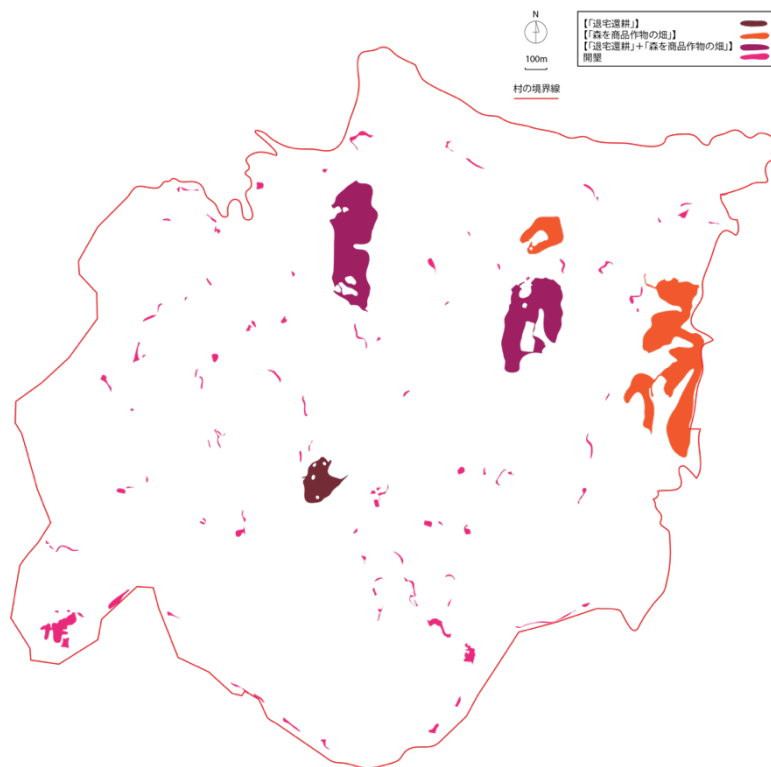 N
100m
村の境界線
【「退宅還耕」】
【「森を商品作物の畑」】
【「退宅還耕」+「森を商品作物の畑」】
開墾